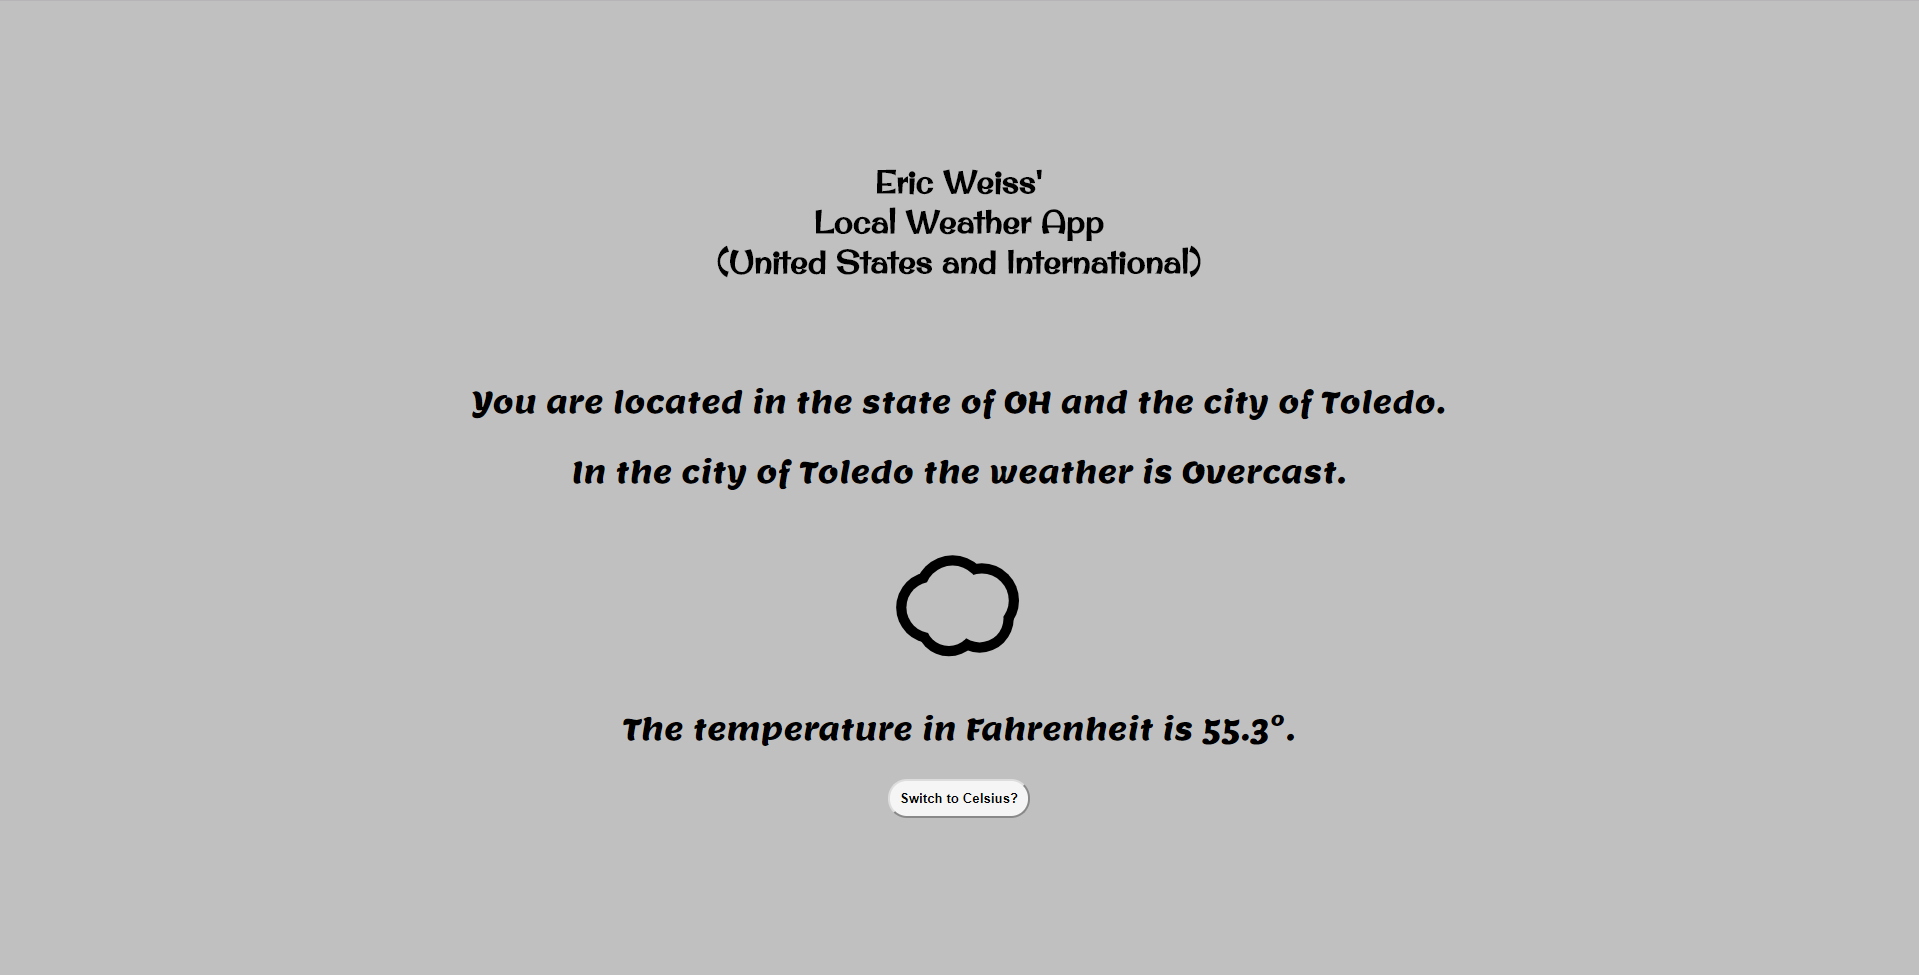 Eric Weiss'
Local Weather App
(United States and International)
You are located in the state of OH and the city of Toledo.
In the city of Toledo the weather is Overcast.
The temperature in Fahrenheit is 55.3º.
Switch to Celsius?